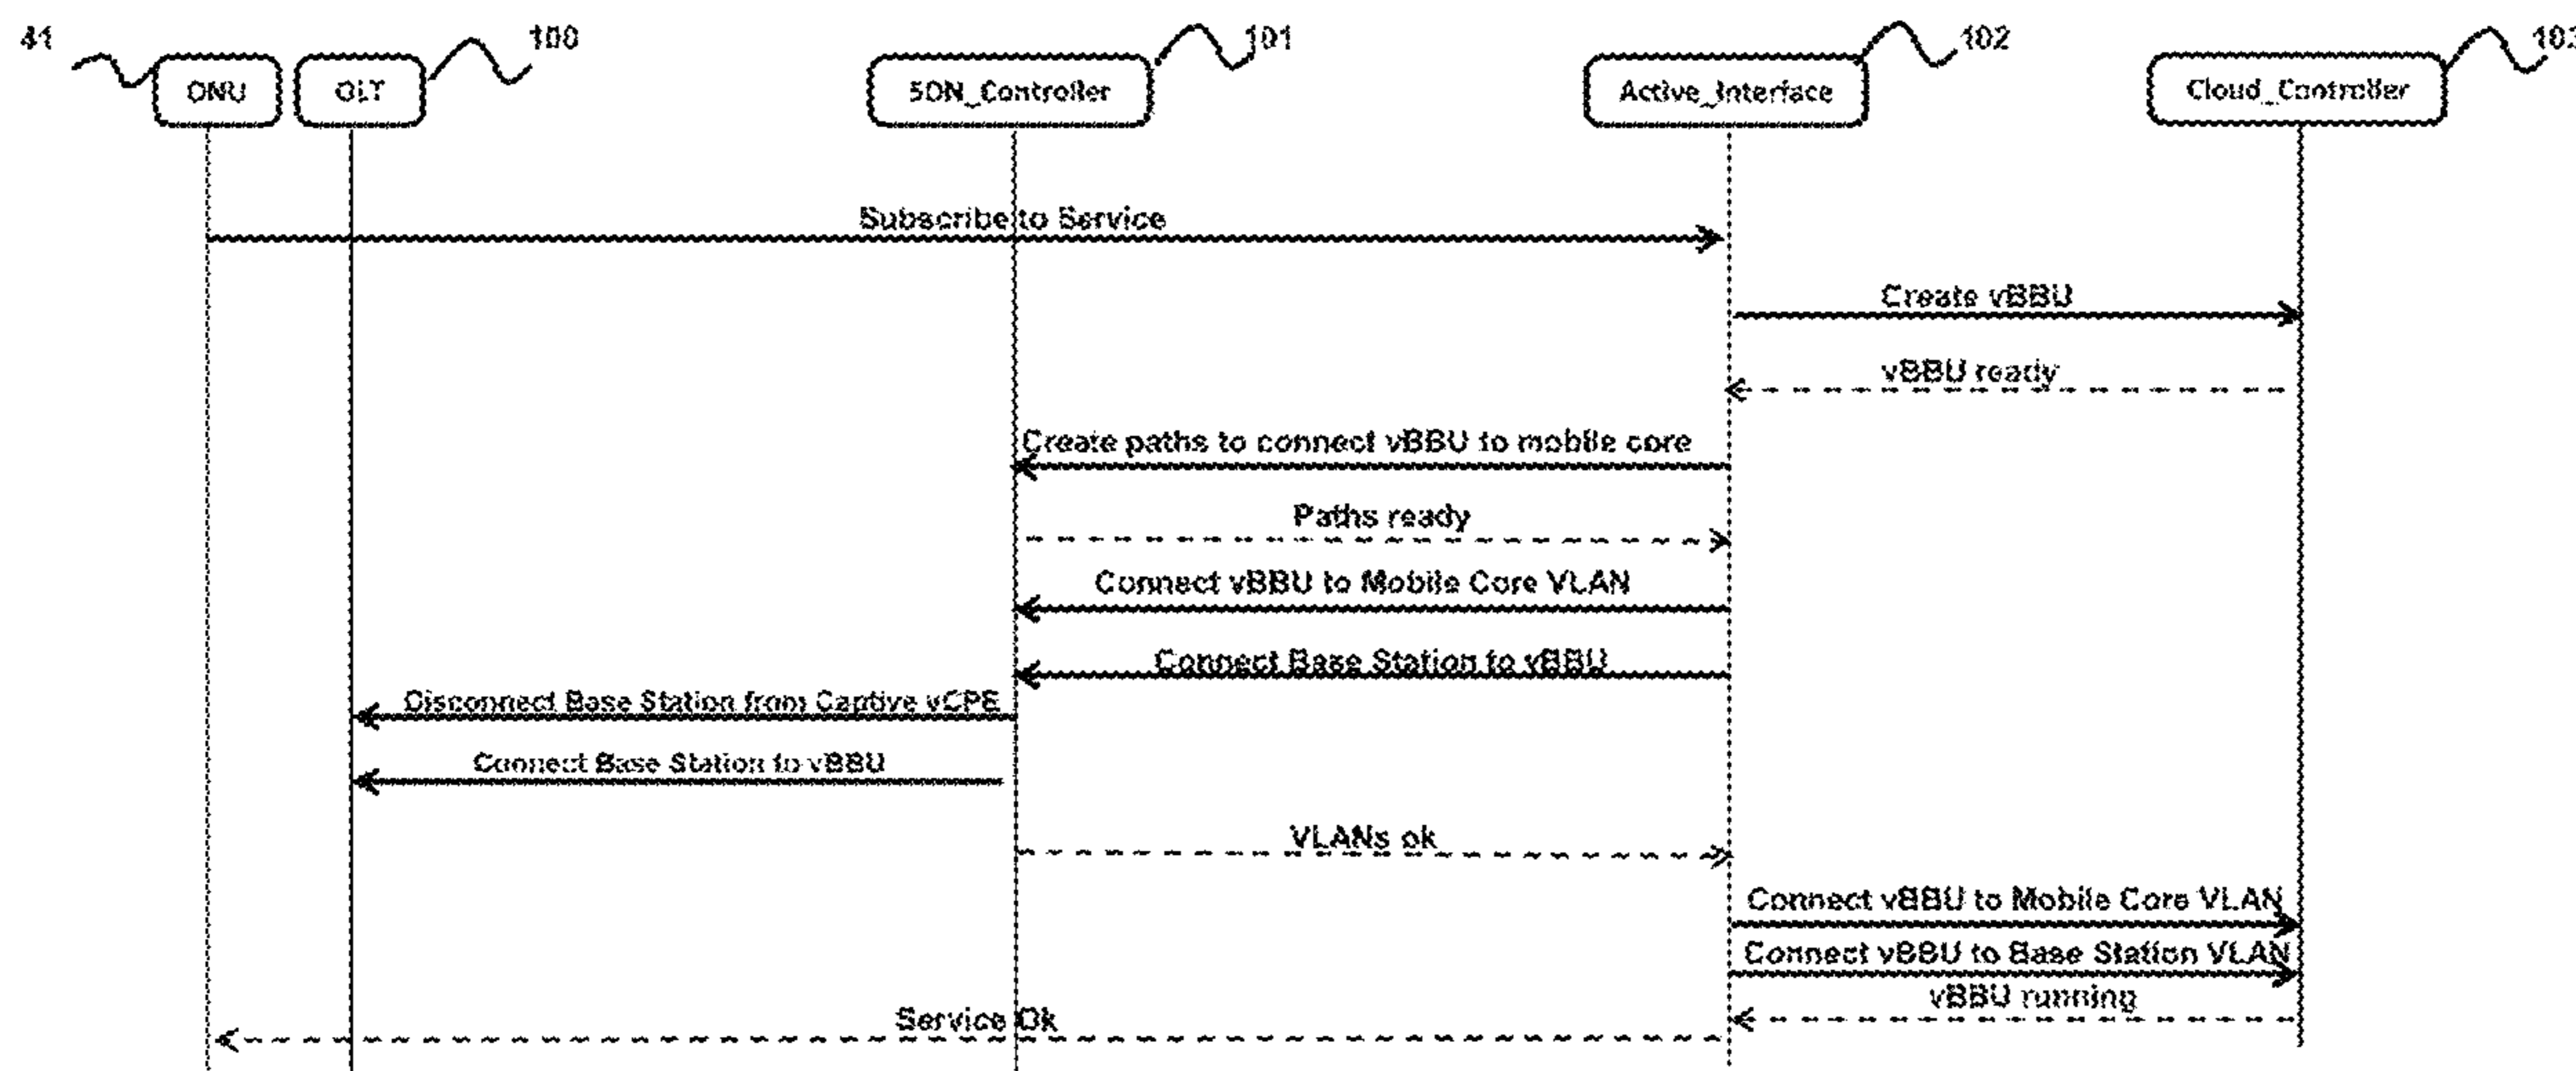 41
100
101
102
103
ONU
OLT
SDN_Controller
Active_Interface
Cloud_Controller
Subscribe to Service
Create vBBU
vBBU ready
Create paths to connect vBBU to mobile core
Paths ready
Connect vBBU to Mobile Core VLAN
Connect Base Station to vBBU
Disconnect Base Station from Captive vCPE
Connect Base Station to vBBU
VLANs ok
Connect vBBU to Mobile Core VLAN
Connect vBBU to Base Station VLAN
vBBU running
Service Ok